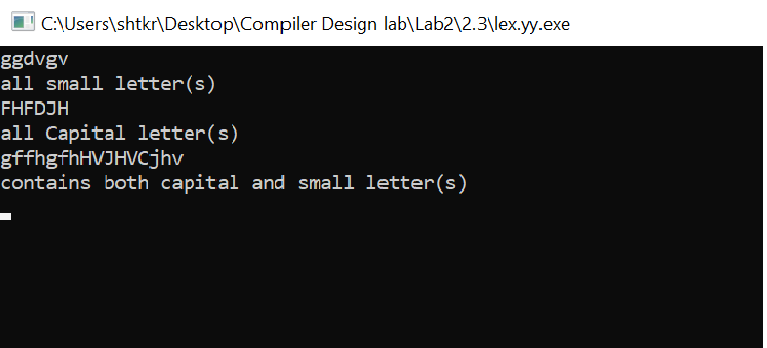 C:\Users\shtkr\Desktop\Compiler Design lab\Lab2\2.3\lex.yy.exe
ggdvgv
all small letter(s)
FHFDJH
all Capital letter(s)
gffhgfhHVJHVCjhv
contains both capital and small letter(s)